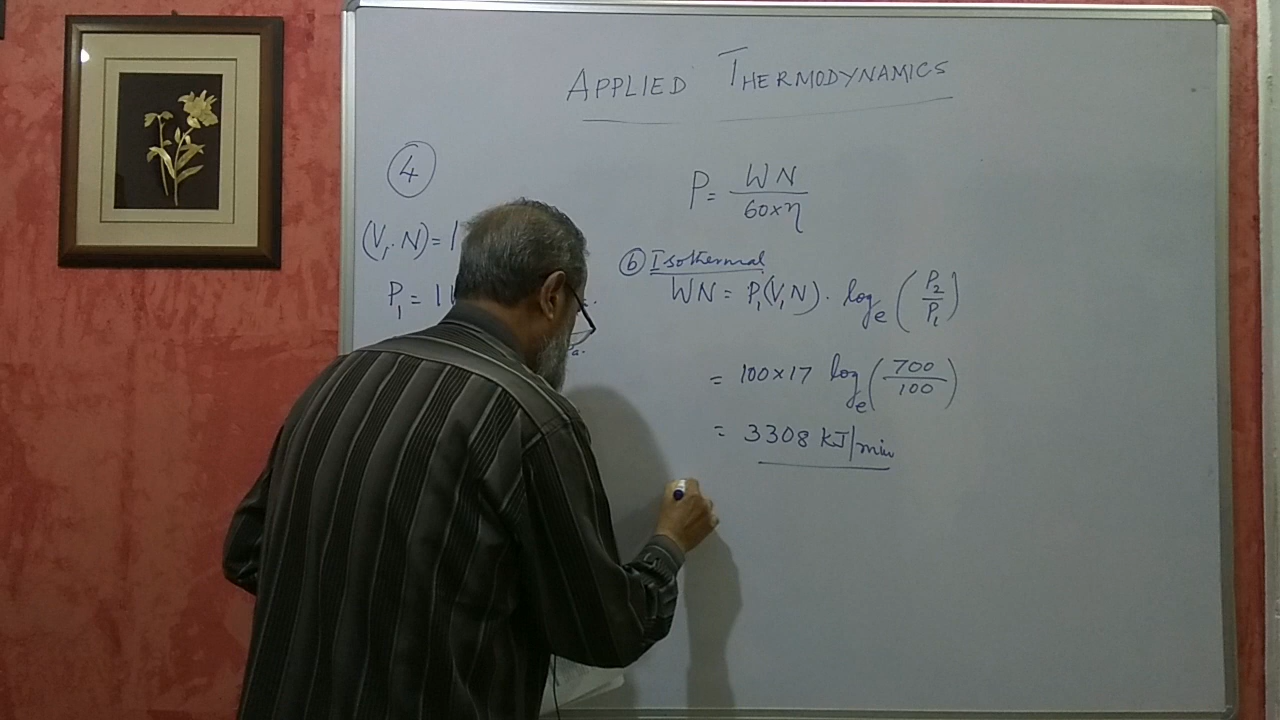 APPLIED THERMODYNAMICS
4
(V₁.N) = 1
P₁ = 1
P = WN / 60×η
b Isothermal
WN = P₁(V₁N) . logₑ (P₂/P₁)
= 100×17 logₑ (700/100)
= 3308 kJ/min